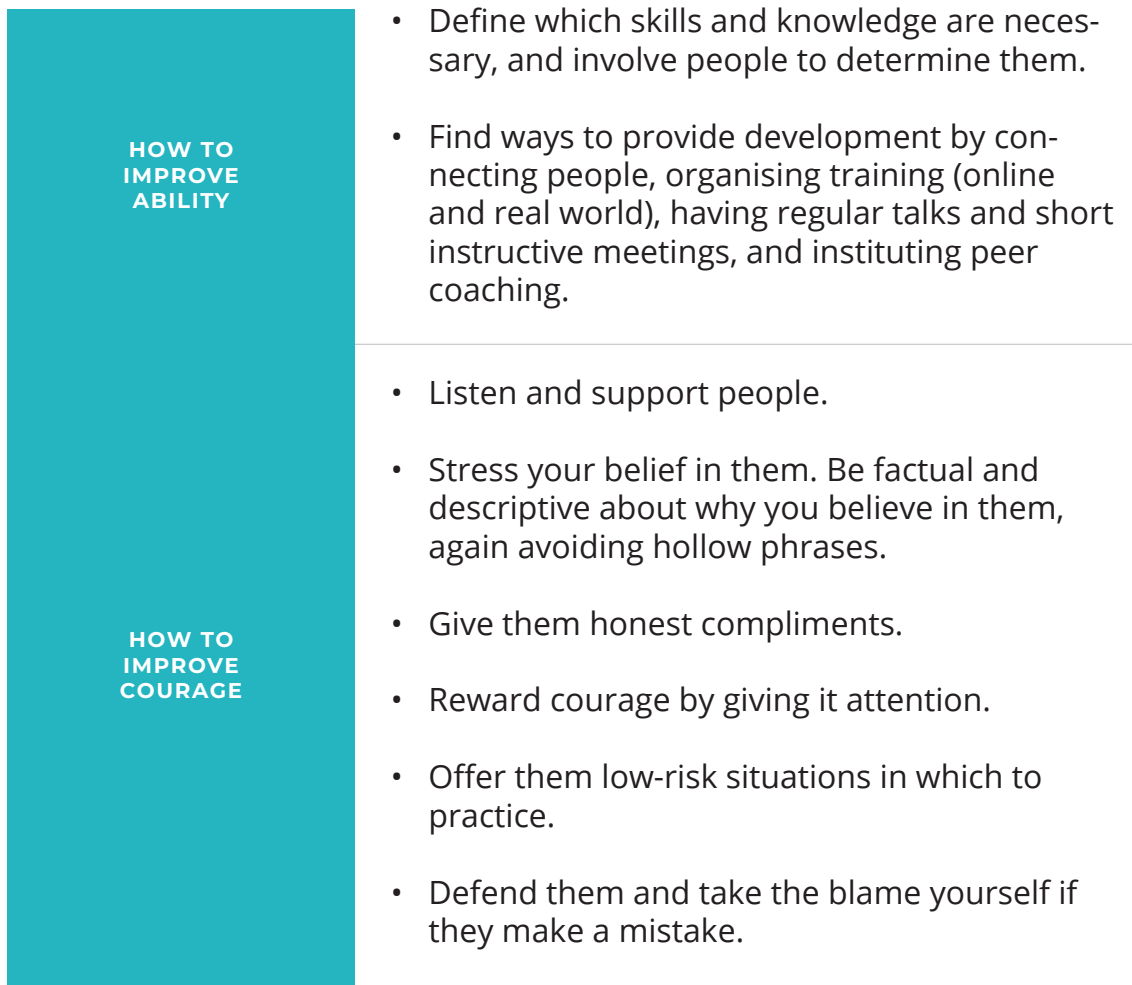 HOW TO
IMPROVE
ABILITY
• Define which skills and knowledge are neces-
sary, and involve people to determine them.
• Find ways to provide development by con-
necting people, organising training (online
and real world), having regular talks and short
instructive meetings, and instituting peer
coaching.
HOW TO
IMPROVE
COURAGE
• Listen and support people.
• Stress your belief in them. Be factual and
descriptive about why you believe in them,
again avoiding hollow phrases.
• Give them honest compliments.
• Reward courage by giving it attention.
• Offer them low-risk situations in which to
practice.
• Defend them and take the blame yourself if
they make a mistake.